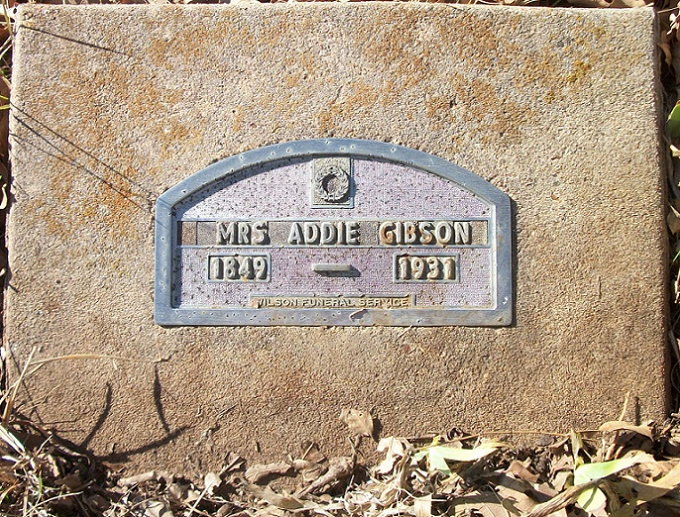 MRS ADDIE GIBSON
1849 — 1931
WILSON FUNERAL SERVICE